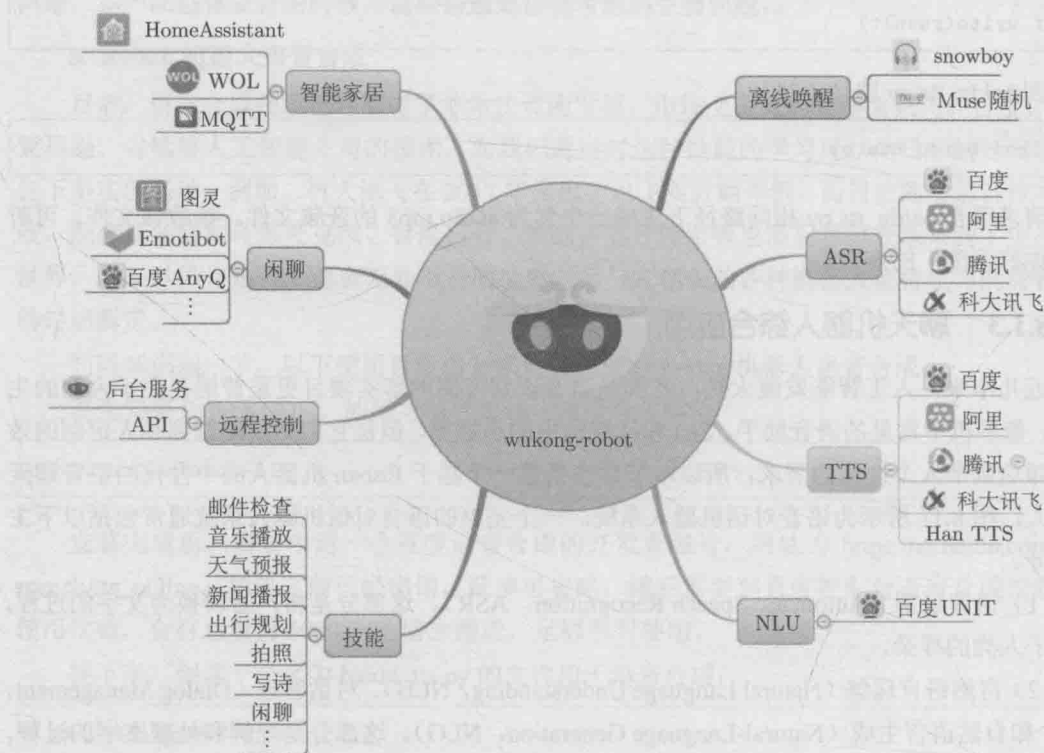 HomeAssistant
WOL
WOL
MQTT
智能家居
图灵
Emotibot
百度 AnyQ
⋮
闲聊
后台服务
API
远程控制
邮件检查
音乐播放
天气预报
新闻播报
出行规划
拍照
写诗
闲聊
⋮
技能
wukong-robot
离线唤醒
snowboy
Muse随机
ASR
百度
阿里
腾讯
科大讯飞
TTS
百度
阿里
腾讯
科大讯飞
Han TTS
NLU
百度 UNIT